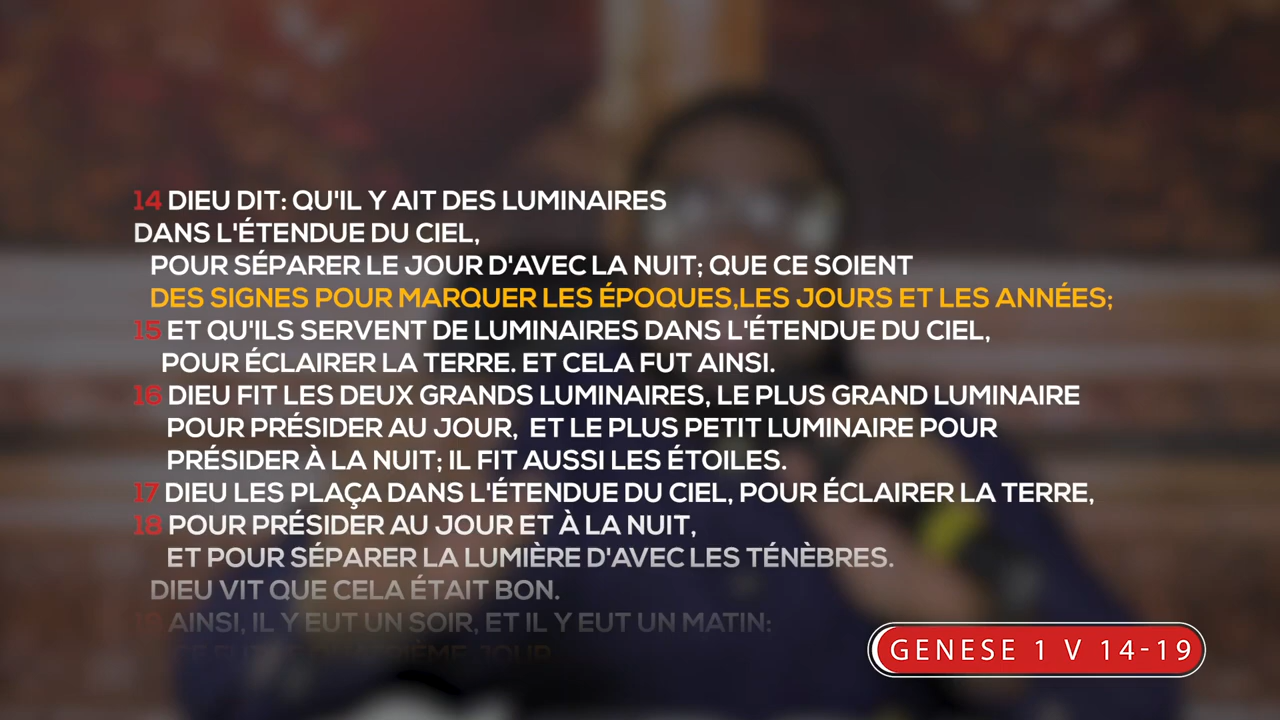 14 DIEU DIT: QU'IL Y AIT DES LUMINAIRES
DANS L'ÉTENDUE DU CIEL,
POUR SÉPARER LE JOUR D'AVEC LA NUIT; QUE CE SOIENT
DES SIGNES POUR MARQUER LES ÉPOQUES,LES JOURS ET LES ANNÉES;
15 ET QU'ILS SERVENT DE LUMINAIRES DANS L'ÉTENDUE DU CIEL,
POUR ÉCLAIRER LA TERRE. ET CELA FUT AINSI.
16 DIEU FIT LES DEUX GRANDS LUMINAIRES, LE PLUS GRAND LUMINAIRE
POUR PRÉSIDER AU JOUR, ET LE PLUS PETIT LUMINAIRE POUR
PRÉSIDER À LA NUIT; IL FIT AUSSI LES ÉTOILES.
17 DIEU LES PLAÇA DANS L'ÉTENDUE DU CIEL, POUR ÉCLAIRER LA TERRE,
18 POUR PRÉSIDER AU JOUR ET À LA NUIT,
ET POUR SÉPARER LA LUMIÈRE D'AVEC LES TÉNÈBRES.
DIEU VIT QUE CELA ÉTAIT BON.
19 AINSI, IL Y EUT UN SOIR, ET IL Y EUT UN MATIN:
JOUR
GENESE 1 V 14-19